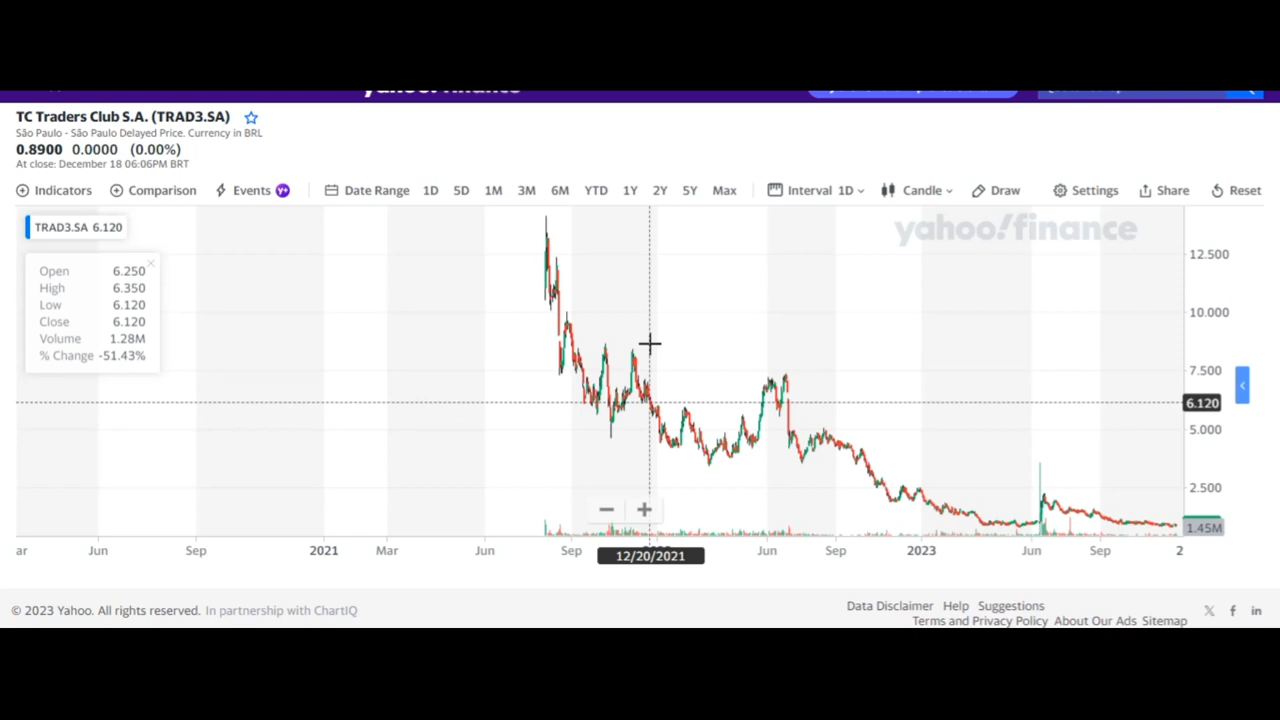 TC Traders Club S.A. (TRAD3.SA)
São Paulo - São Paulo Delayed Price. Currency in BRL
0.8900 0.0000 (0.00%)
At close: December 18 06:06PM BRT
Indicators Comparison Events Y+ Date Range 1D 5D 1M 3M 6M YTD 1Y 2Y 5Y Max Interval 1D Candle Draw Settings Share Reset
TRAD3.SA 6.120
yahoo!finance
Open 6.250
High 6.350
Low 6.120
Close 6.120
Volume 1.28M
% Change -51.43%
12.500
10.000
7.500
6.120
5.000
2.500
1.45M
ar Jun Sep 2021 Mar Jun Sep Jun Sep 2023 Jun Sep 2
12/20/2021
© 2023 Yahoo. All rights reserved. In partnership with ChartIQ
Data Disclaimer Help Suggestions
Terms and Privacy Policy About Our Ads Sitemap